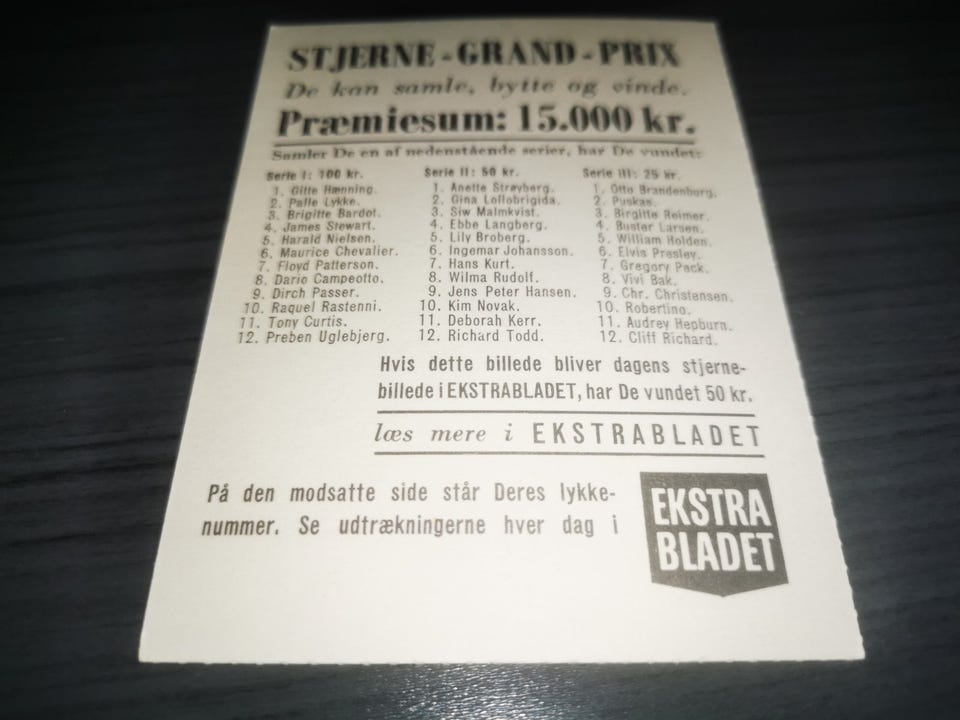 STJERNE-GRAND-PRIX
De kan samle, bytte og vinde.
Præmiesum: 15.000 kr.
Samler De en af nedenstående serier, har De vundet:
Serie I: 100 kr.
1. Gitte Hænning.
2. Palle Lykke.
3. Brigitte Bardot.
4. James Stewart.
5. Harald Nielsen.
6. Maurice Chevalier.
7. Floyd Patterson.
8. Dario Campeotto.
9. Dirch Passer.
10. Raquel Rastenni.
11. Tony Curtis.
12. Preben Uglebjerg.
Serie II: 50 kr.
1. Anette Strøyberg.
2. Gina Lollobrigida.
3. Siw Malmkvist.
4. Ebbe Langberg.
5. Lily Broberg.
6. Ingemar Johansson.
7. Hans Kurt.
8. Wilma Rudolf.
9. Jens Peter Hansen.
10. Kim Novak.
11. Deborah Kerr.
12. Richard Todd.
Serie III: 25 kr.
1. Otto Brandenburg.
2. Puskas.
3. Birgitte Reimer.
4. Buster Larsen.
5. William Holden.
6. Elvis Presley.
7. Gregory Peck.
8. Vivi Bak.
9. Chr. Christensen.
10. Robertino.
11. Audrey Hepburn.
12. Cliff Richard.
Hvis dette billede bliver dagens stjerne-
billede i EKSTRABLADET, har De vundet 50 kr.
læs mere i EKSTRABLADET
På den modsatte side står Deres lykke-
nummer. Se udtrækningerne hver dag i
EKSTRA
BLADET